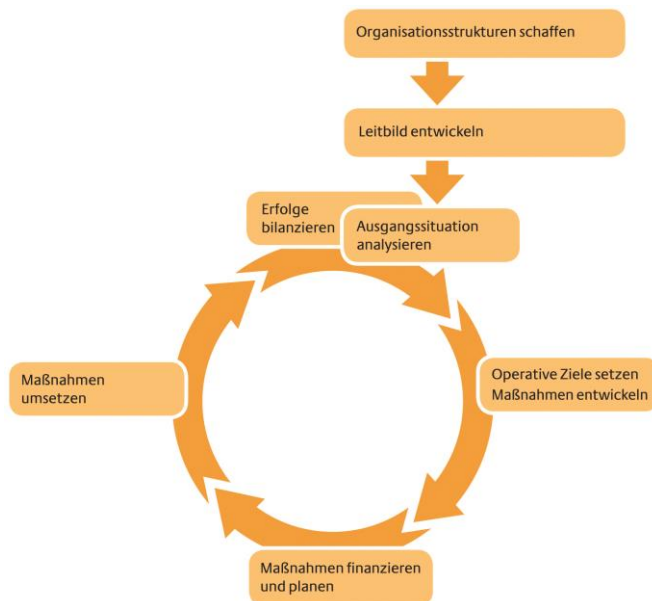 Organisationsstrukturen schaffen
Leitbild entwickeln
Erfolge
bilanzieren
Ausgangssituation
analysieren
Operative Ziele setzen
Maßnahmen entwickeln
Maßnahmen finanzieren
und planen
Maßnahmen
umsetzen